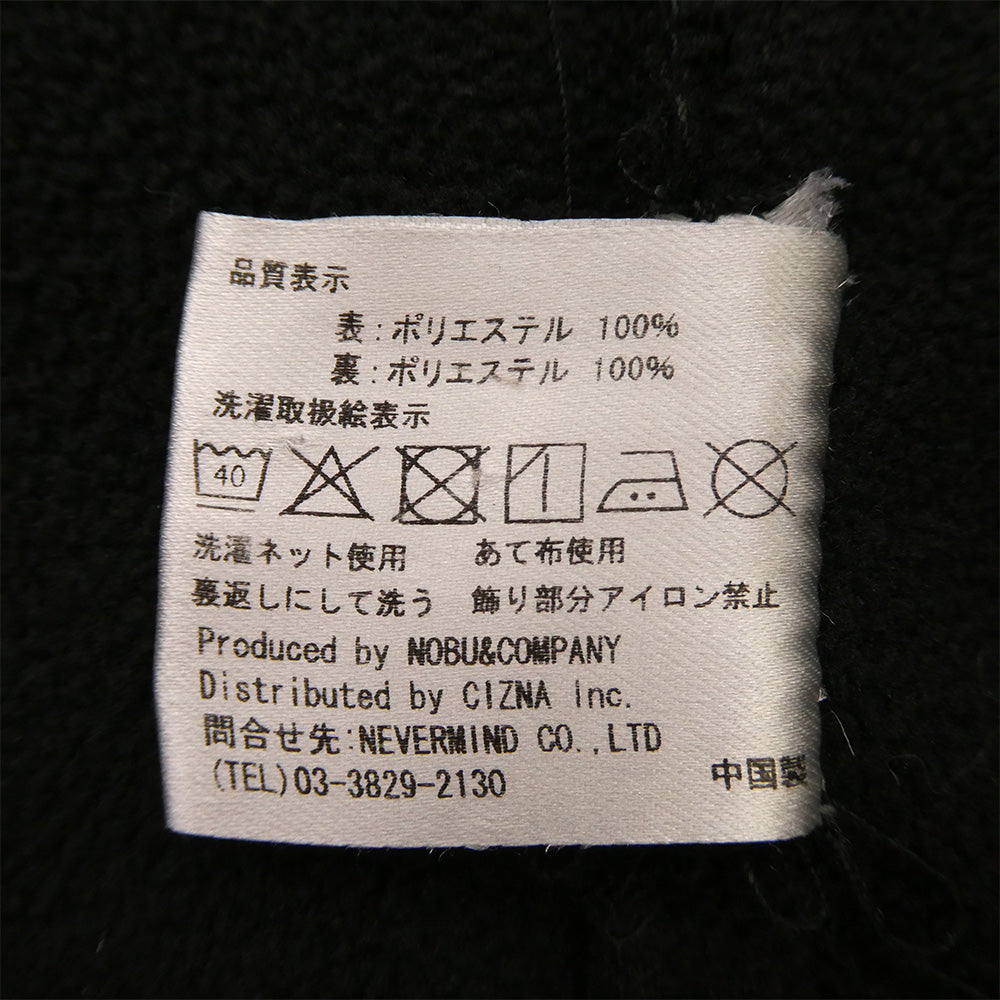 品質表示
表:ポリエステル 100%
裏:ポリエステル 100%
洗濯取扱絵表示
40
洗濯ネット使用 あて布使用
裏返しにして洗う 飾り部分アイロン禁止
Produced by NOBU&COMPANY
Distributed by CIZNA inc.
問合せ先:NEVERMIND CO.,LTD
(TEL)03-3829-2130 中国製